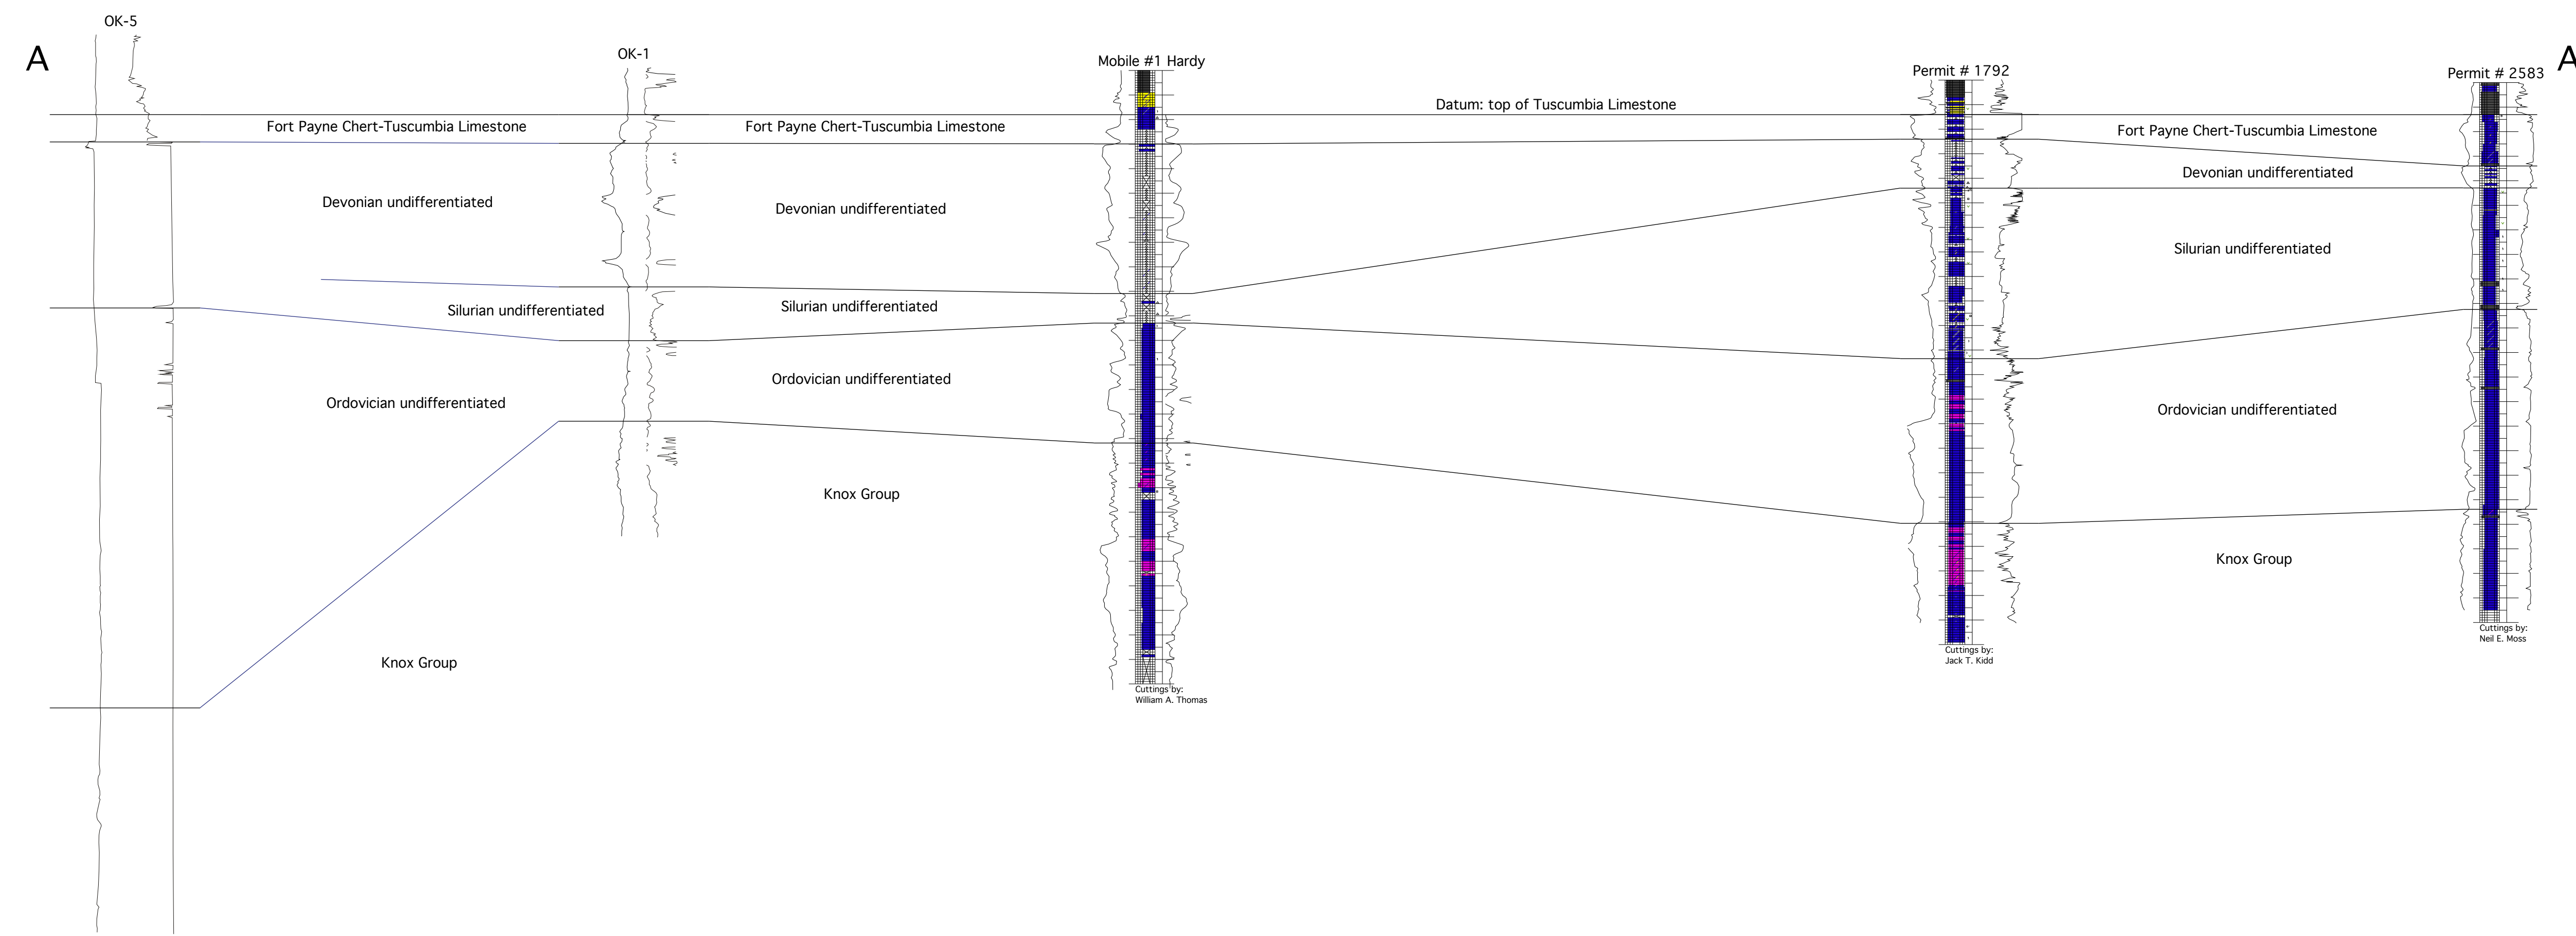 OK-5
A
OK-1
Mobile #1 Hardy
Permit # 1792
Permit # 2583
A
Datum: top of Tuscumbia Limestone
Fort Payne Chert-Tuscumbia Limestone
Fort Payne Chert-Tuscumbia Limestone
Fort Payne Chert-Tuscumbia Limestone
Devonian undifferentiated
Devonian undifferentiated
Devonian undifferentiated
Silurian undifferentiated
Silurian undifferentiated
Silurian undifferentiated
Ordovician undifferentiated
Ordovician undifferentiated
Ordovician undifferentiated
Knox Group
Knox Group
Knox Group
Cuttings by:
William A. Thomas
Cuttings by:
Jack T. Kidd
Cuttings by:
Neil E. Moss